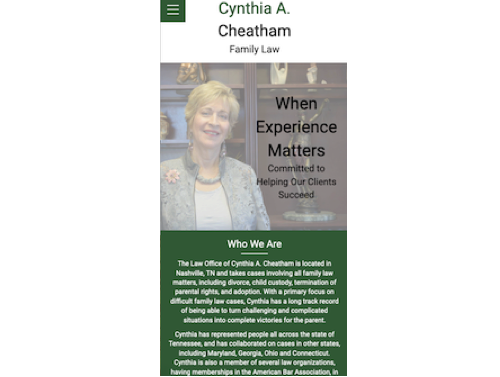 Cynthia A.
Cheatham
Family Law
When
Experience
Matters
Committed to
Helping Our Clients
Succeed
Who We Are
The Law Office of Cynthia A. Cheatham is located in
Nashville, TN and takes cases involving all family law
matters, including divorce, child custody, termination of
parental rights, and adoption. With a primary focus on
difficult family law cases, Cynthia has a long track record
of being able to turn challenging and complicated
situations into complete victories for the parent.
Cynthia has represented people all across the state of
Tennessee, and has collaborated on cases in other states,
including Maryland, Georgia, Ohio and Connecticut.
Cynthia is also a member of several law organizations,
having memberships in the American Bar Association, in